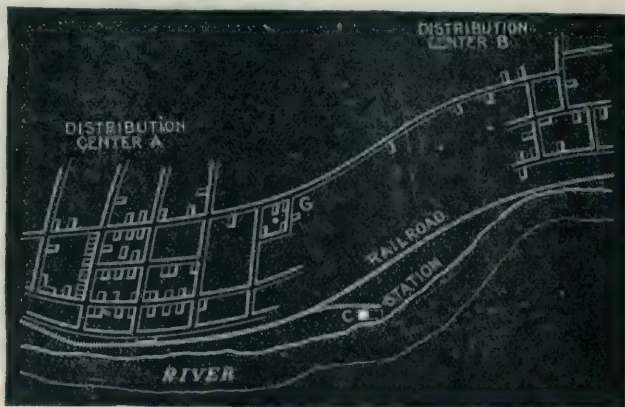 DISTRIBUTION
CENTER B
DISTRIBUTION
CENTER A
G
RAILROAD
STATION
C
RIVER